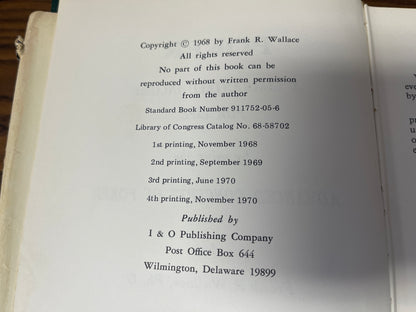 Copyright © 1968 by Frank R. Wallace
All rights reserved
No part of this book can be
reproduced without written permission
from the author
Standard Book Number 911752-05-6
Library of Congress Catalog No. 68-58702
1st printing, November 1968
2nd printing, September 1969
3rd printing, June 1970
4th printing, November 1970
Published by
I & O Publishing Company
Post Office Box 644
Wilmington, Delaware 19899
eve
by